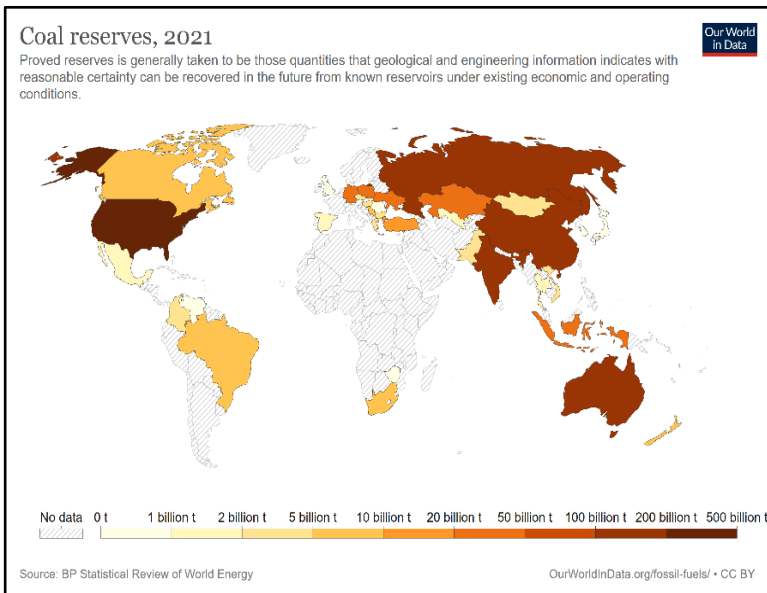 Coal reserves, 2021
Our World
in Data
Proved reserves is generally taken to be those quantities that geological and engineering information indicates with
reasonable certainty can be recovered in the future from known reservoirs under existing economic and operating
conditions.
No data 0 t 1 billion t 2 billion t 5 billion t 10 billion t 20 billion t 50 billion t 100 billion t 200 billion t 500 billion t
Source: BP Statistical Review of World Energy OurWorldInData.org/fossil-fuels/ • CC BY